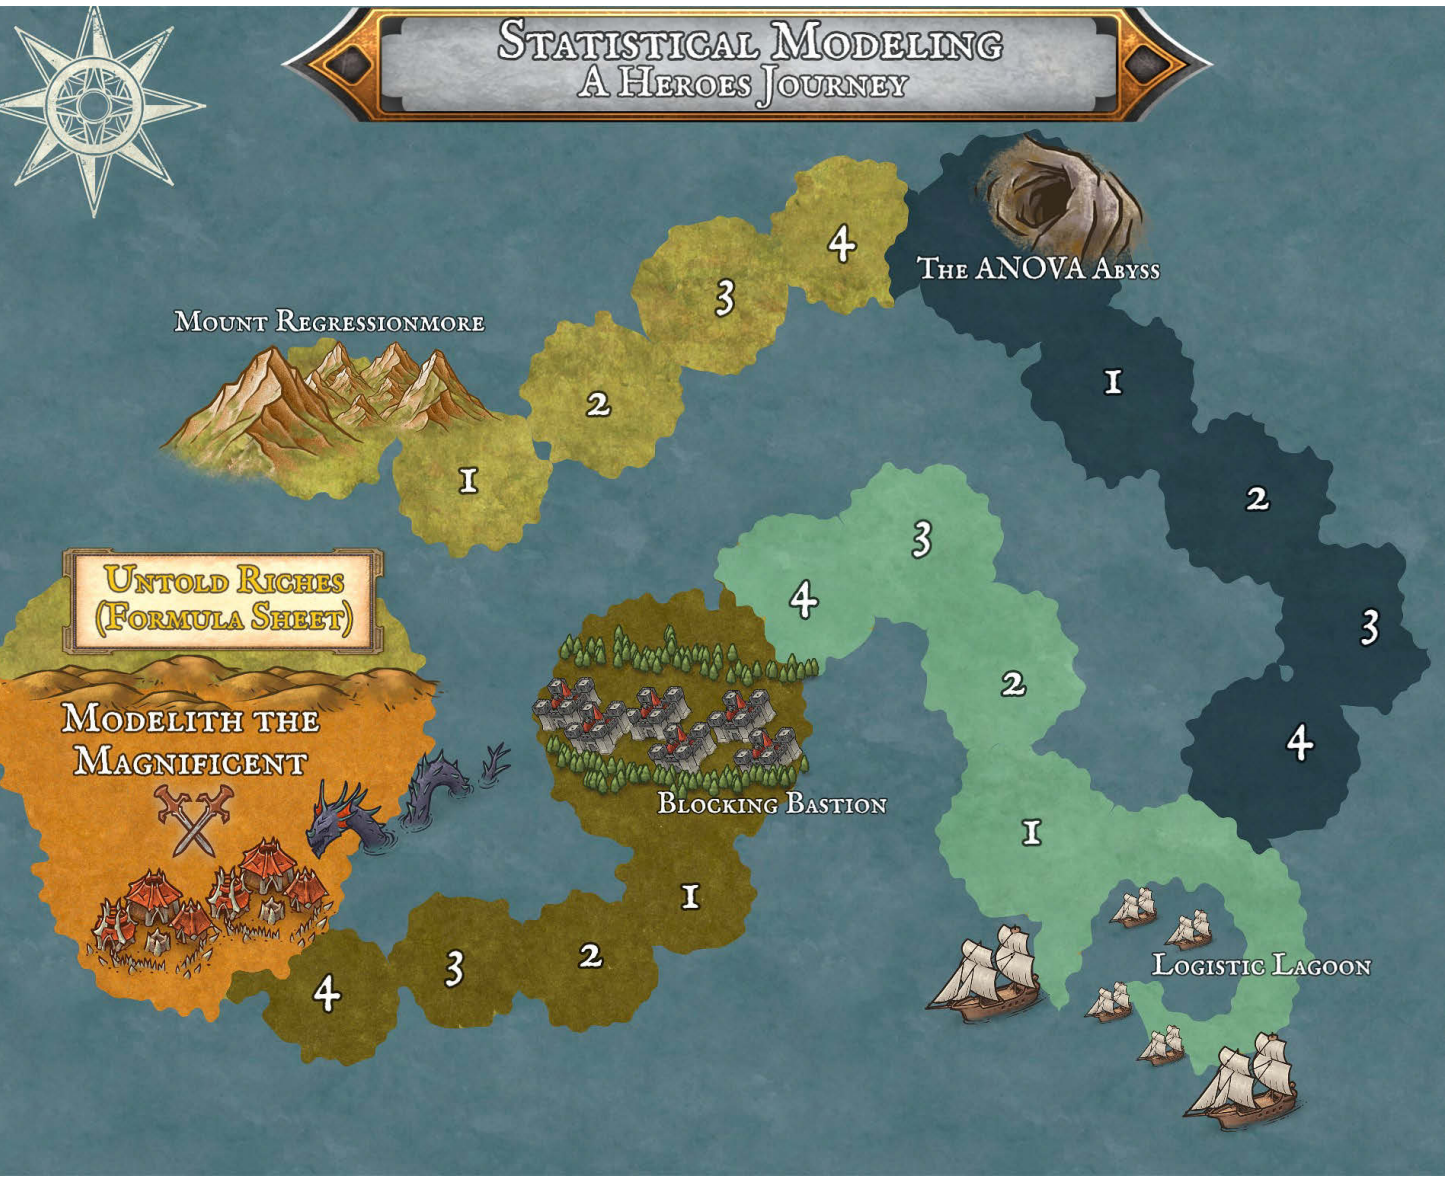 Statistical Modeling
A Heroes Journey
The ANOVA Abyss
Mount Regressionmore
1
2
3
4
1
2
3
4
Logistic Lagoon
1
2
3
4
Blocking Bastion
1
2
3
4
Untold Riches
(Formula Sheet)
Modelith the
Magnificent